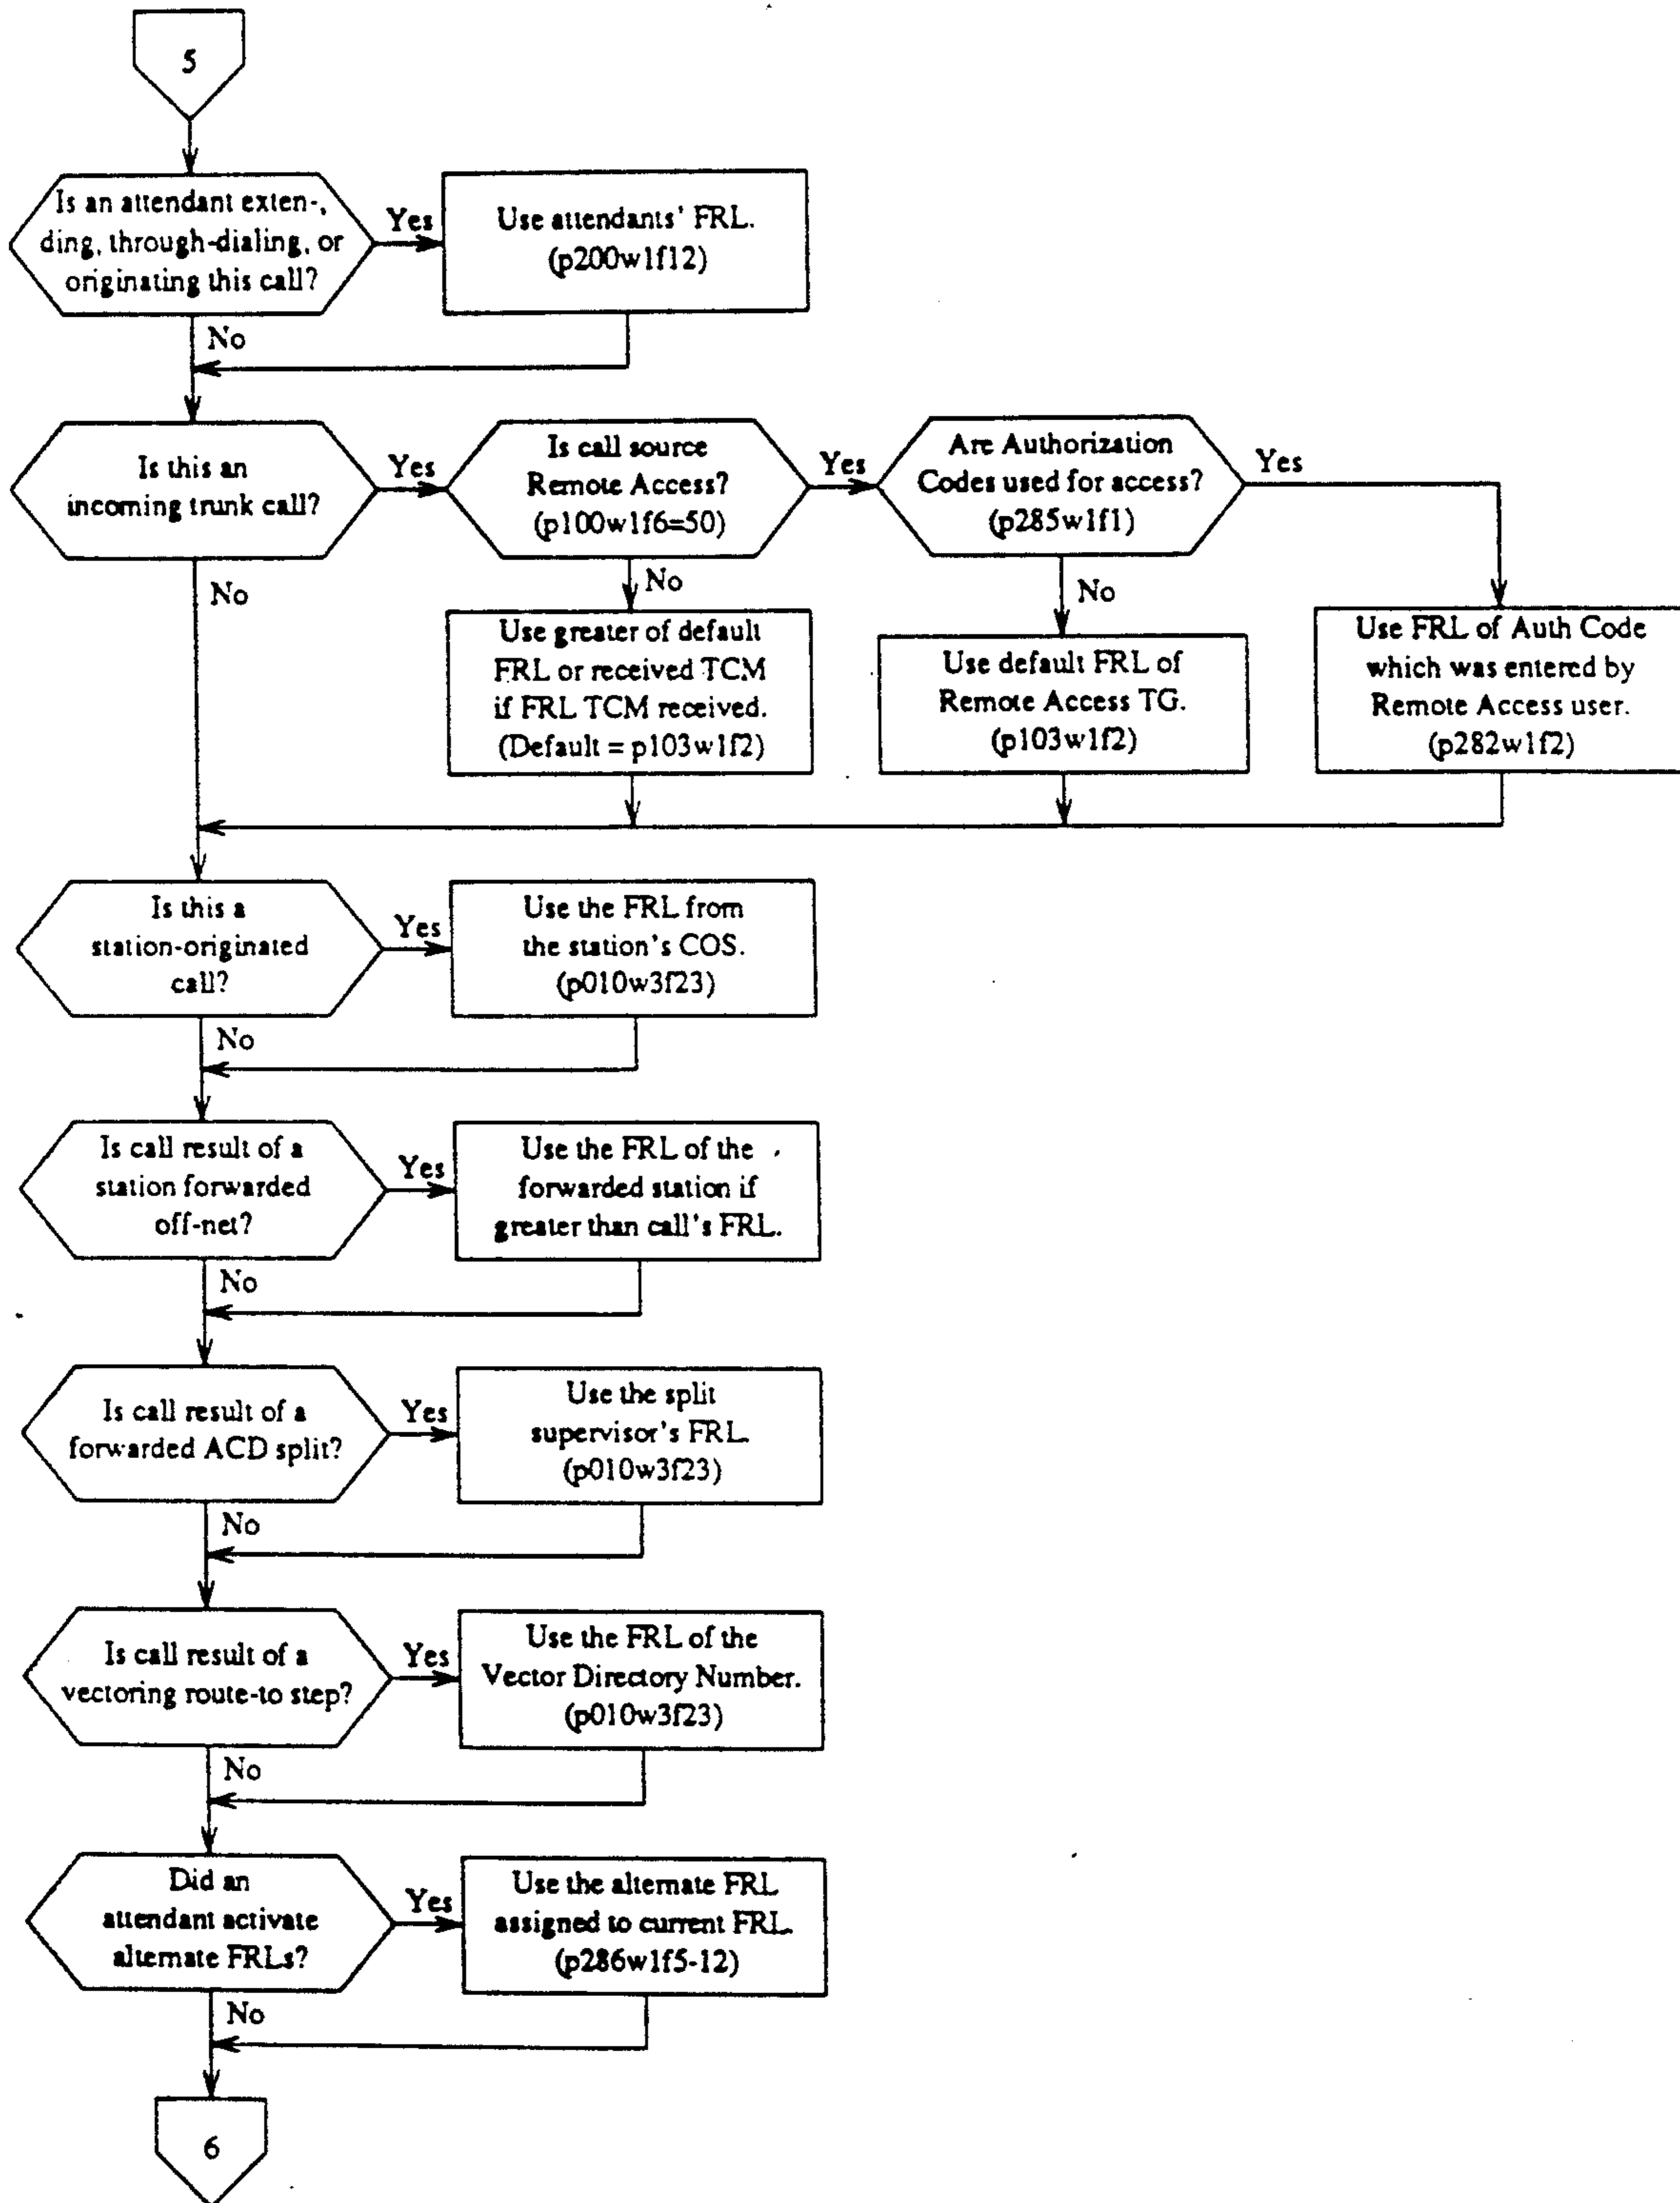 5
Is an attendant exten-,
ding, through-dialing, or
originating this call?
Yes
Use attendants' FRL.
(p200w1f12)
No
Is this an
incoming trunk call?
Yes
Is call source
Remote Access?
(p100w1f6=50)
Yes
Are Authorization
Codes used for access?
(p285w1f1)
Yes
No
No
No
Use greater of default
FRL or received TCM
if FRL TCM received.
(Default = p103w1f2)
Use default FRL of
Remote Access TG.
(p103w1f2)
Use FRL of Auth Code
which was entered by
Remote Access user.
(p282w1f2)
Is this a
station-originated
call?
Yes
Use the FRL from
the station's COS.
(p010w3f23)
No
Is call result of a
station forwarded
off-net?
Yes
Use the FRL of the
forwarded station if
greater than call's FRL.
No
Is call result of a
forwarded ACD split?
Yes
Use the split
supervisor's FRL.
(p010w3f23)
No
Is call result of a
vectoring route-to step?
Yes
Use the FRL of the
Vector Directory Number.
(p010w3f23)
No
Did an
attendant activate
alternate FRLs?
Yes
Use the alternate FRL
assigned to current FRL.
(p286w1f5-12)
No
6